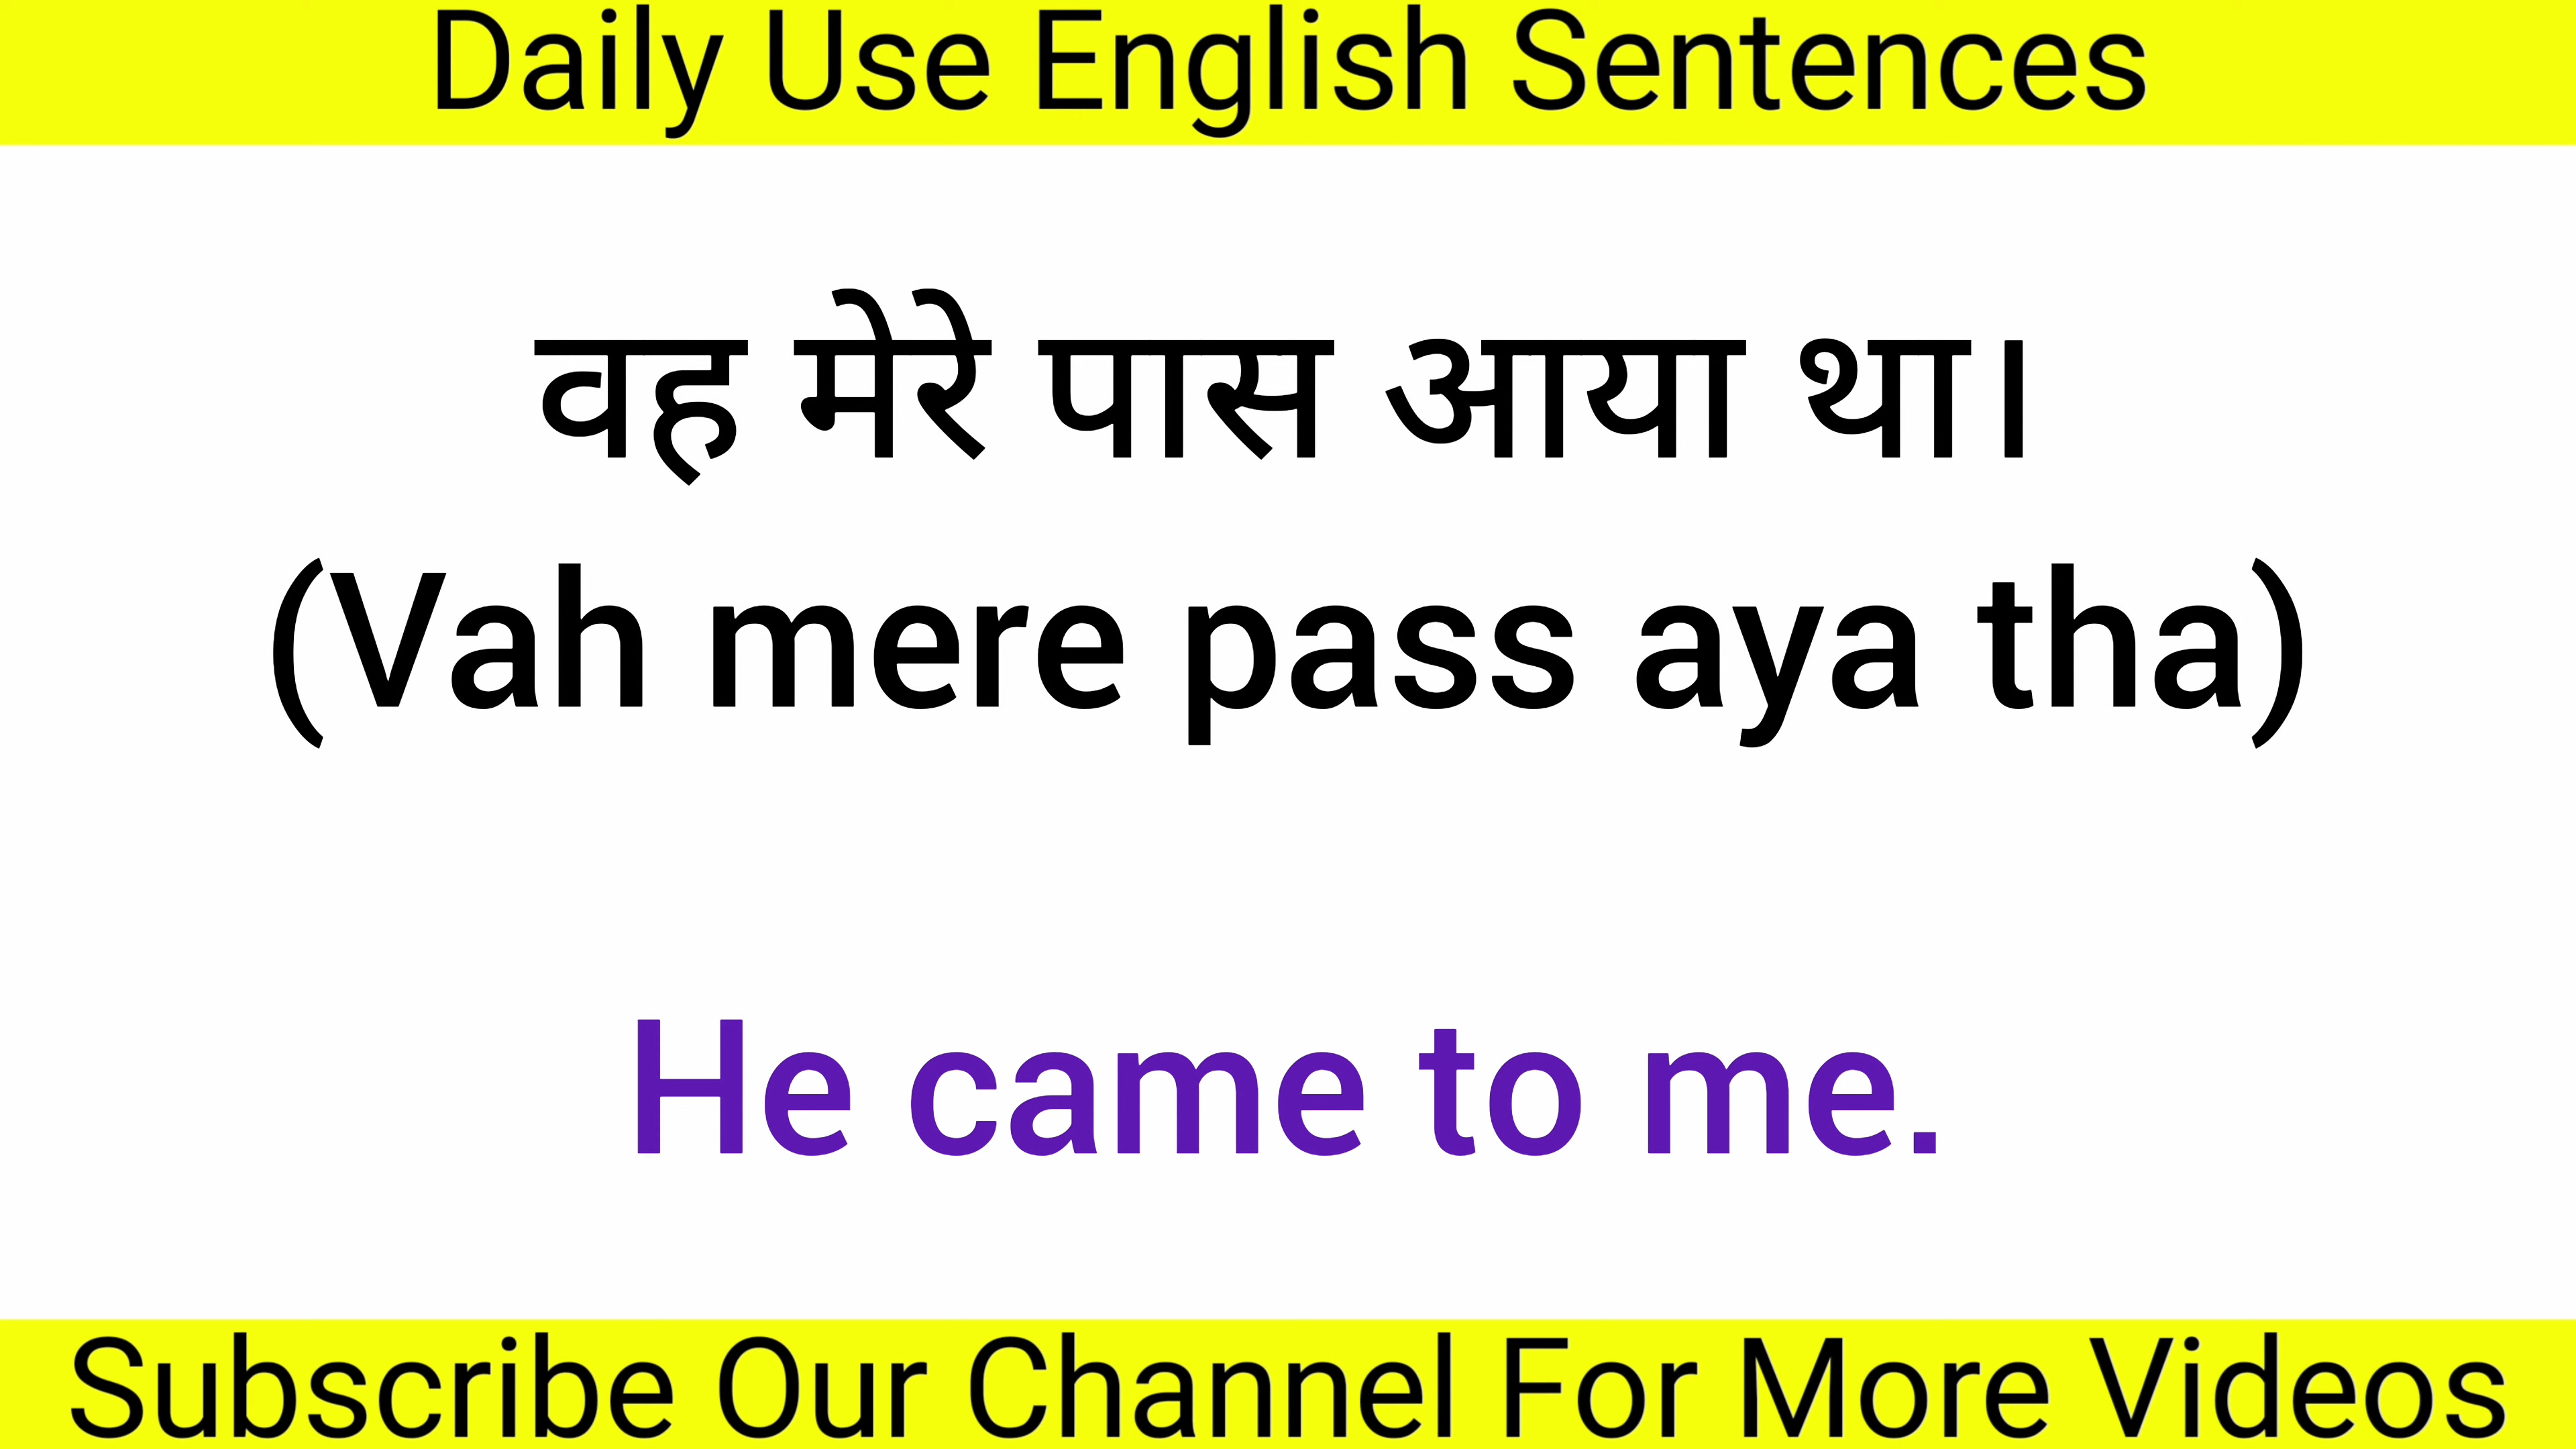 Daily Use English Sentences
वह मेरे पास आया था।
(Vah mere pass aya tha)
He came to me.
Subscribe Our Channel For More Videos